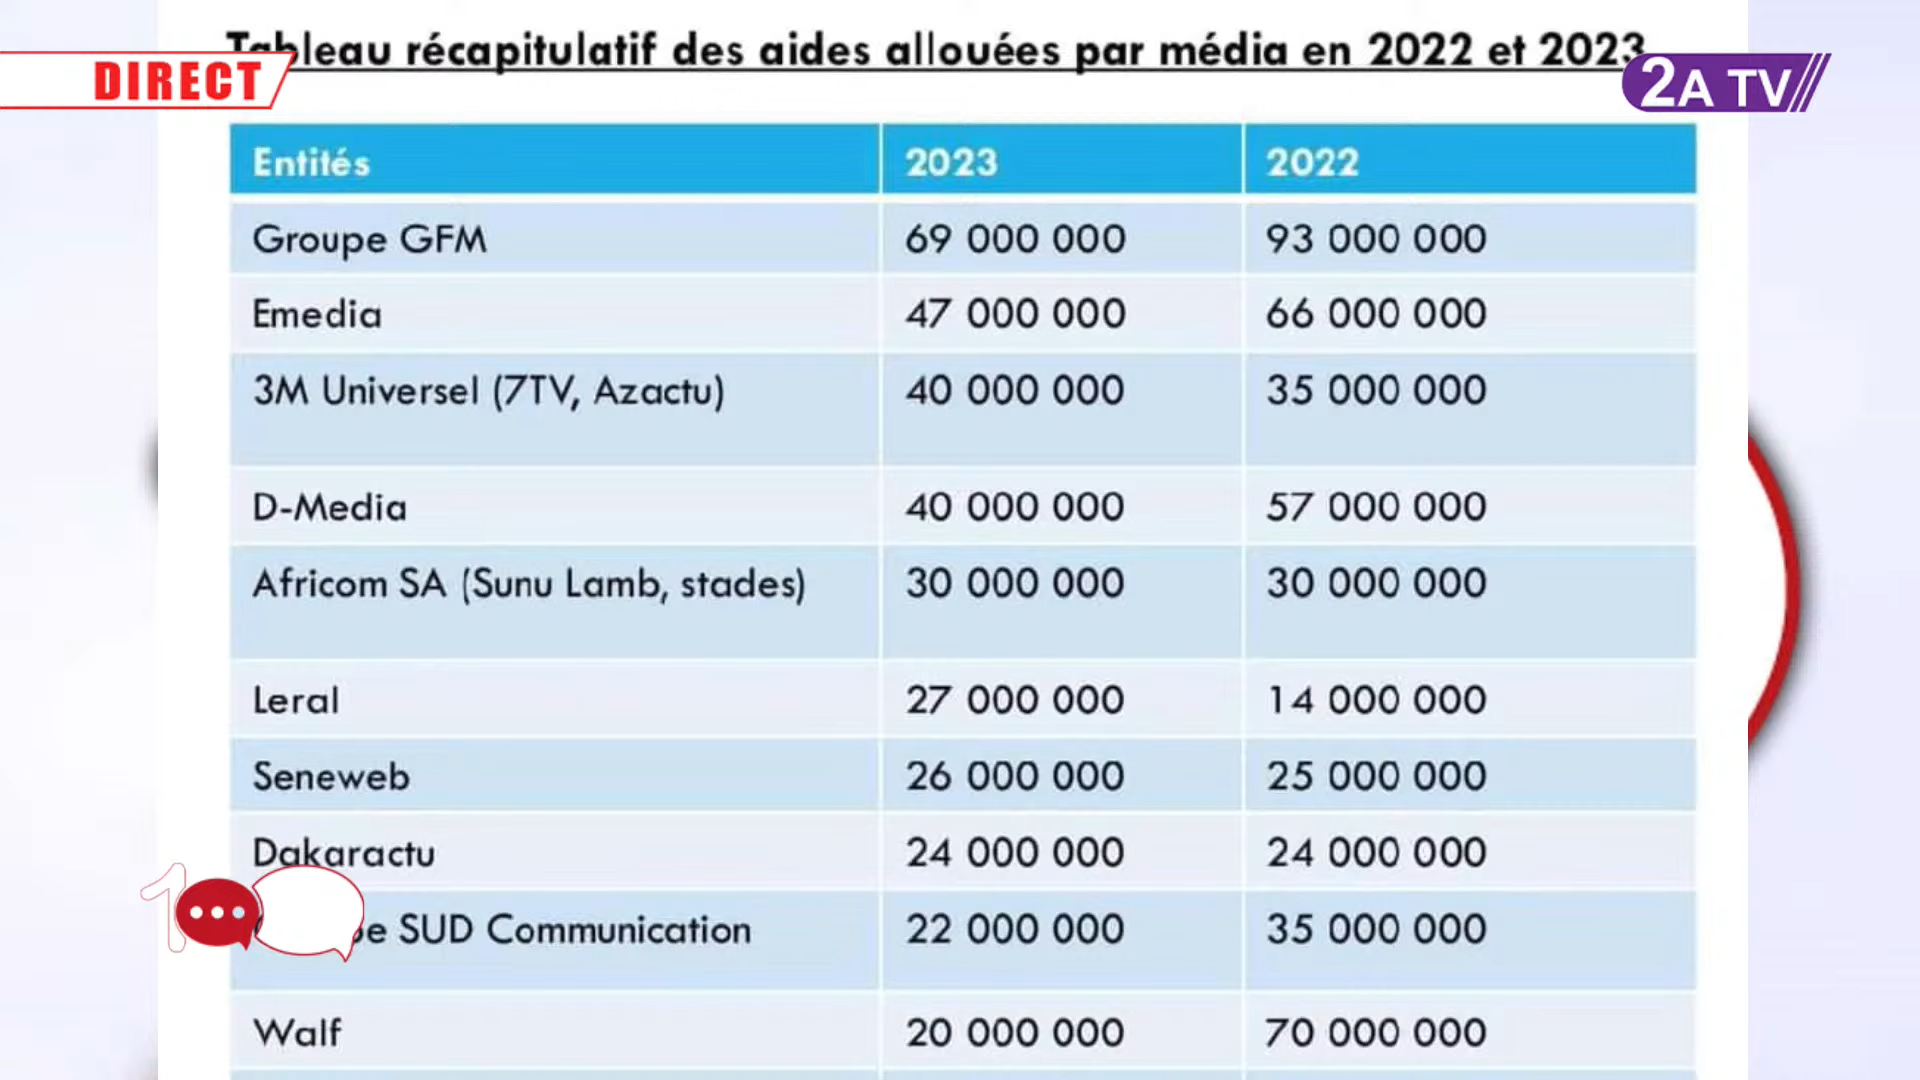 Tableau récapitulatif des aides allouées par média en 2022 et 2023
DIRECT
2A TV
Entités 2023 2022
Groupe GFM 69 000 000 93 000 000
Emedia 47 000 000 66 000 000
3M Universel (7TV, Azactu) 40 000 000 35 000 000
D-Media 40 000 000 57 000 000
Africom SA (Sunu Lamb, stades) 30 000 000 30 000 000
Leral 27 000 000 14 000 000
Seneweb 26 000 000 25 000 000
Dakaractu 24 000 000 24 000 000
SUD Communication 22 000 000 35 000 000
Walf 20 000 000 70 000 000